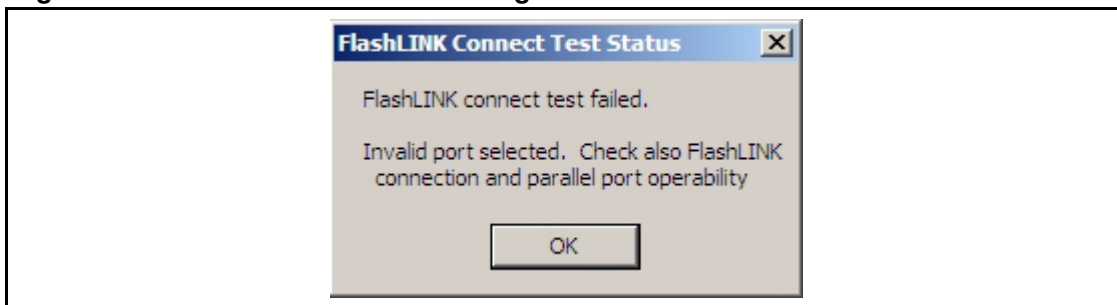 FlashLINK Connect Test Status
FlashLINK connect test failed.
Invalid port selected. Check also FlashLINK
connection and parallel port operability
OK